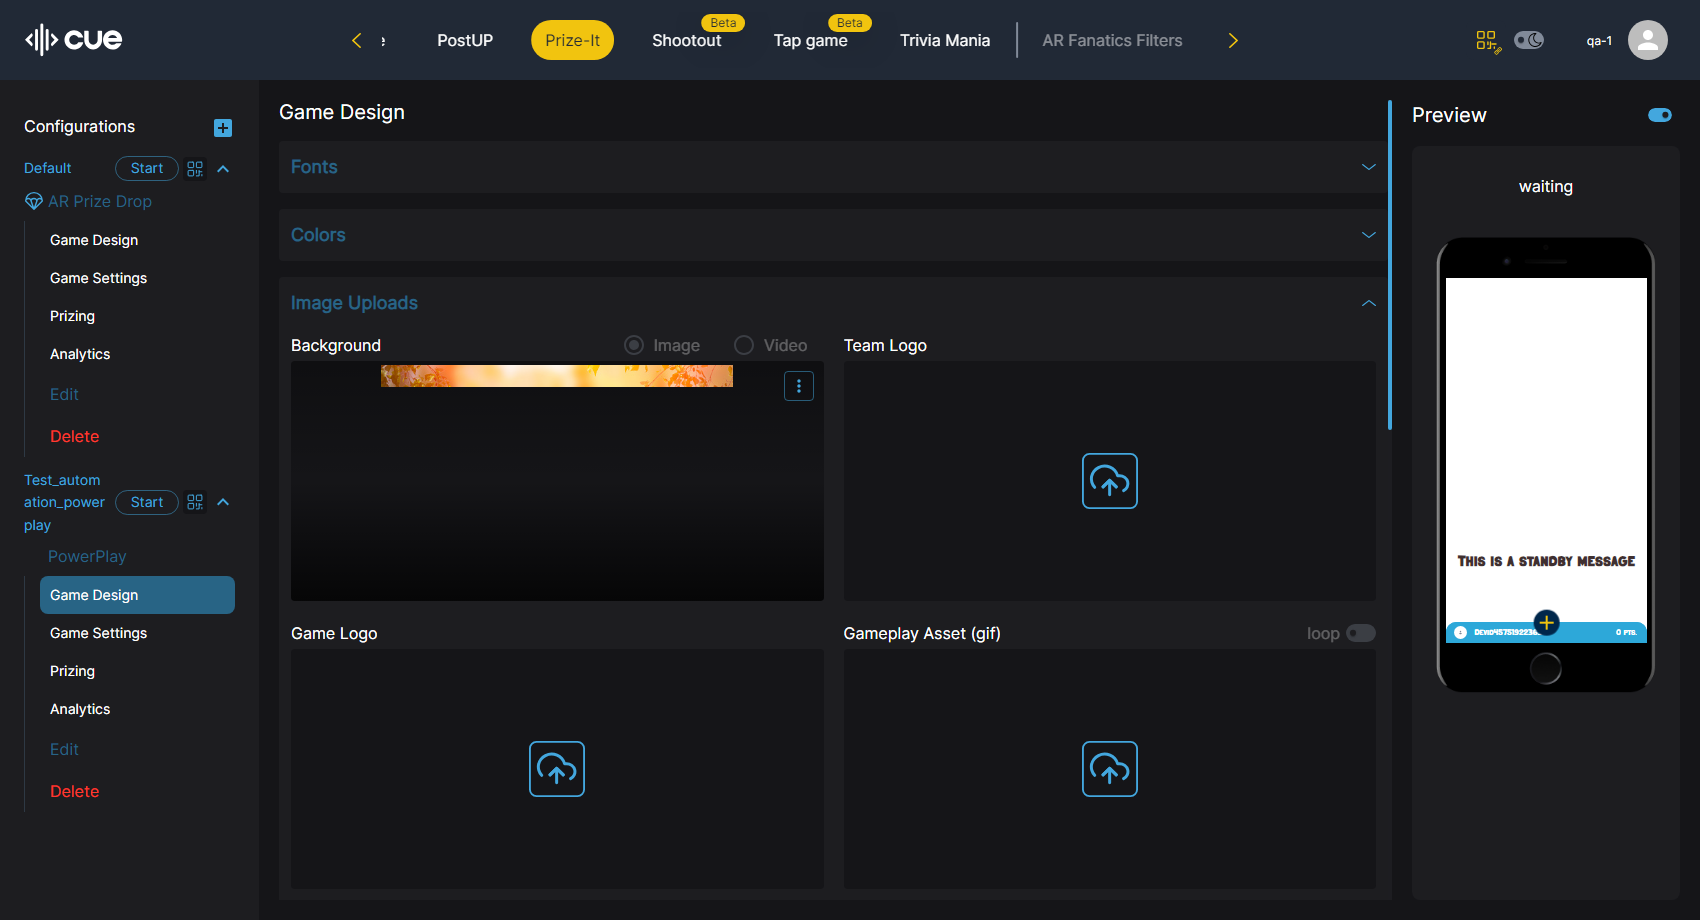 cue
PostUP
Prize-It
Shootout
Beta
Tap game
Beta
Trivia Mania
AR Fanatics Filters
qa-1
Configurations
Default
Start
AR Prize Drop
Game Design
Game Settings
Prizing
Analytics
Edit
Delete
Test_autom
ation_power
play
Start
PowerPlay
Game Design
Game Settings
Prizing
Analytics
Edit
Delete
Game Design
Fonts
Colors
Image Uploads
Background
Image
Video
Team Logo
Game Logo
Gameplay Asset (gif)
loop
Preview
waiting
This is a standby message
0 pts.